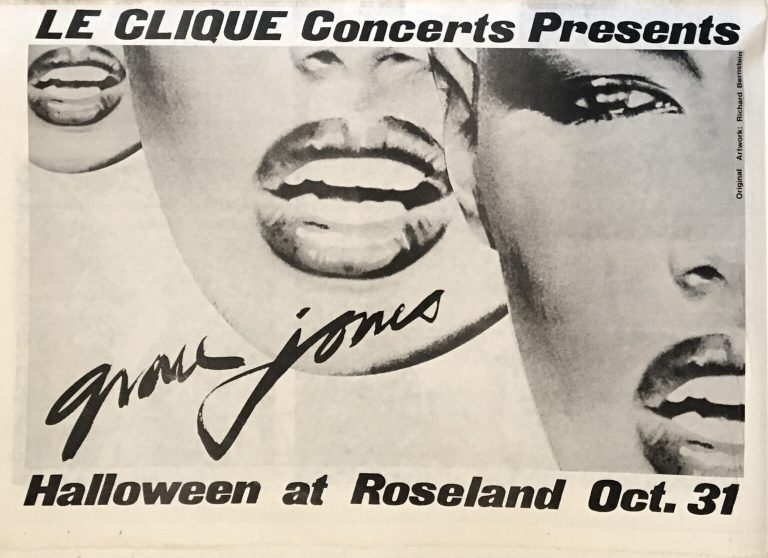 LE CLIQUE Concerts Presents
Original Artwork: Richard Bernstein
grace jones
Halloween at Roseland Oct. 31